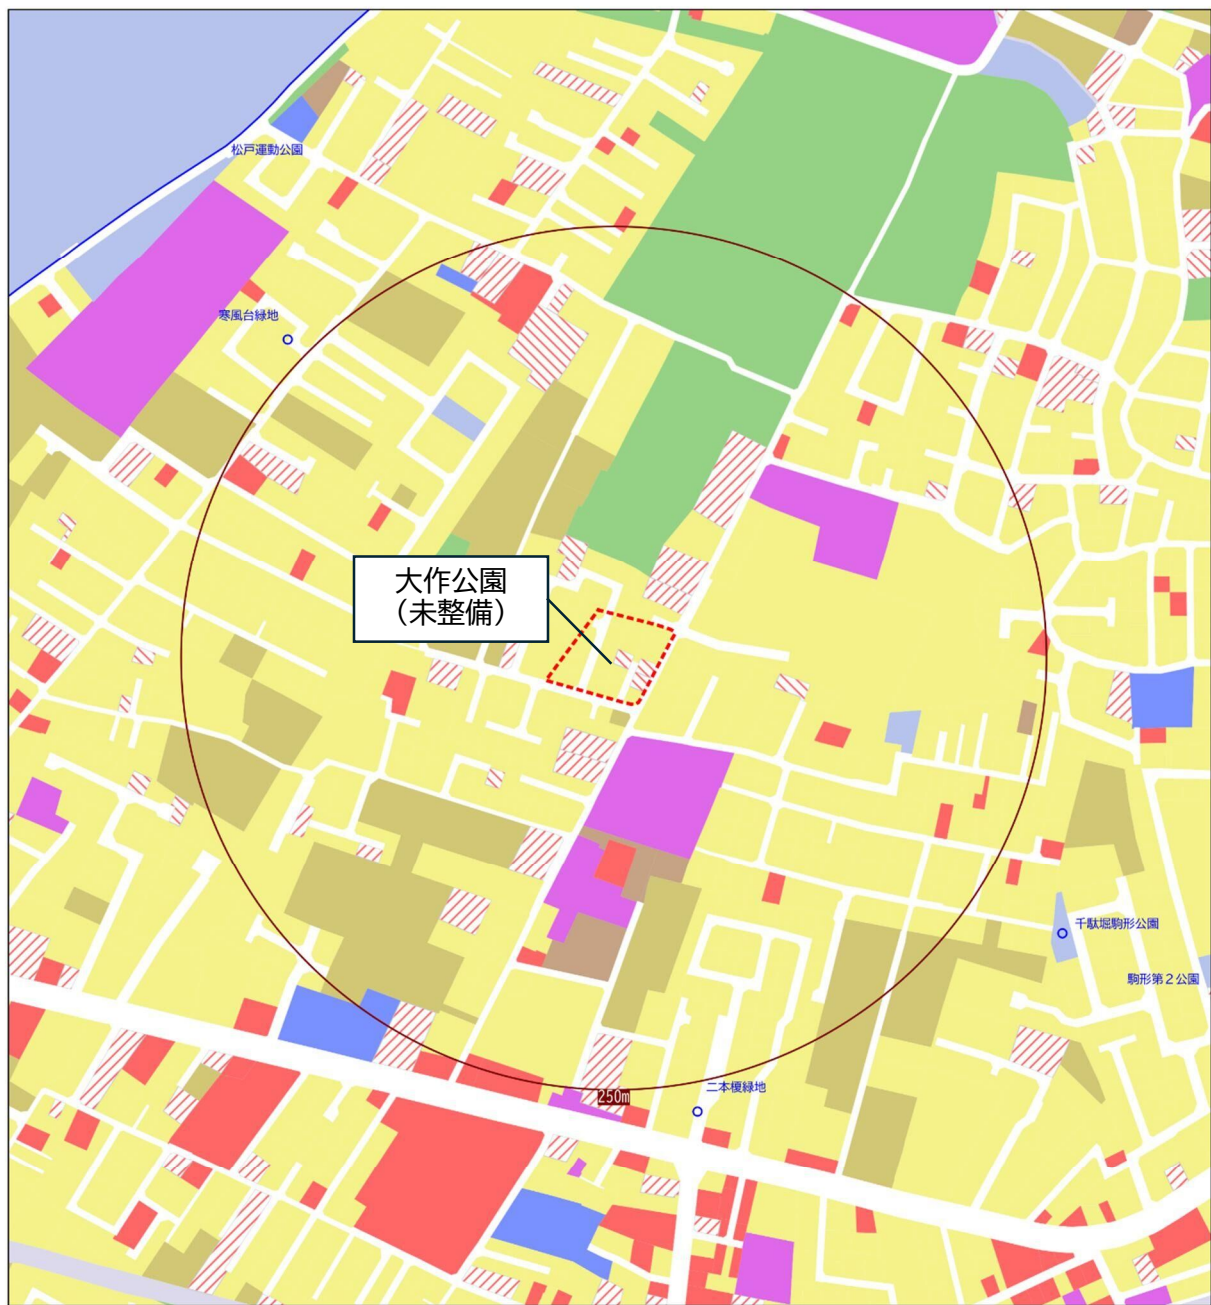 松戸運動公園
寒風台緑地
大作公園
（未整備）
千駄堀駒形公園
駒形第２公園
二本榎緑地
250m